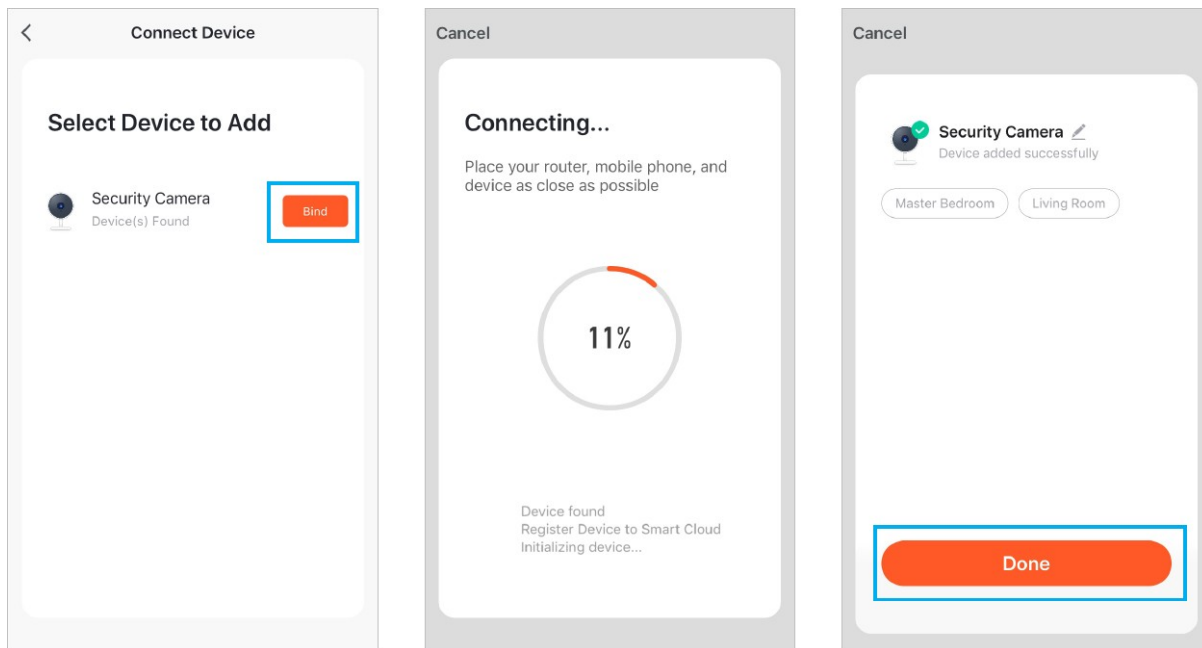 Connect Device
Select Device to Add
Security Camera
Device(s) Found
Bind
Cancel
Connecting...
Place your router, mobile phone, and
device as close as possible
11%
Device found
Register Device to Smart Cloud
Initializing device...
Cancel
Security Camera
Device added successfully
Master Bedroom
Living Room
Done